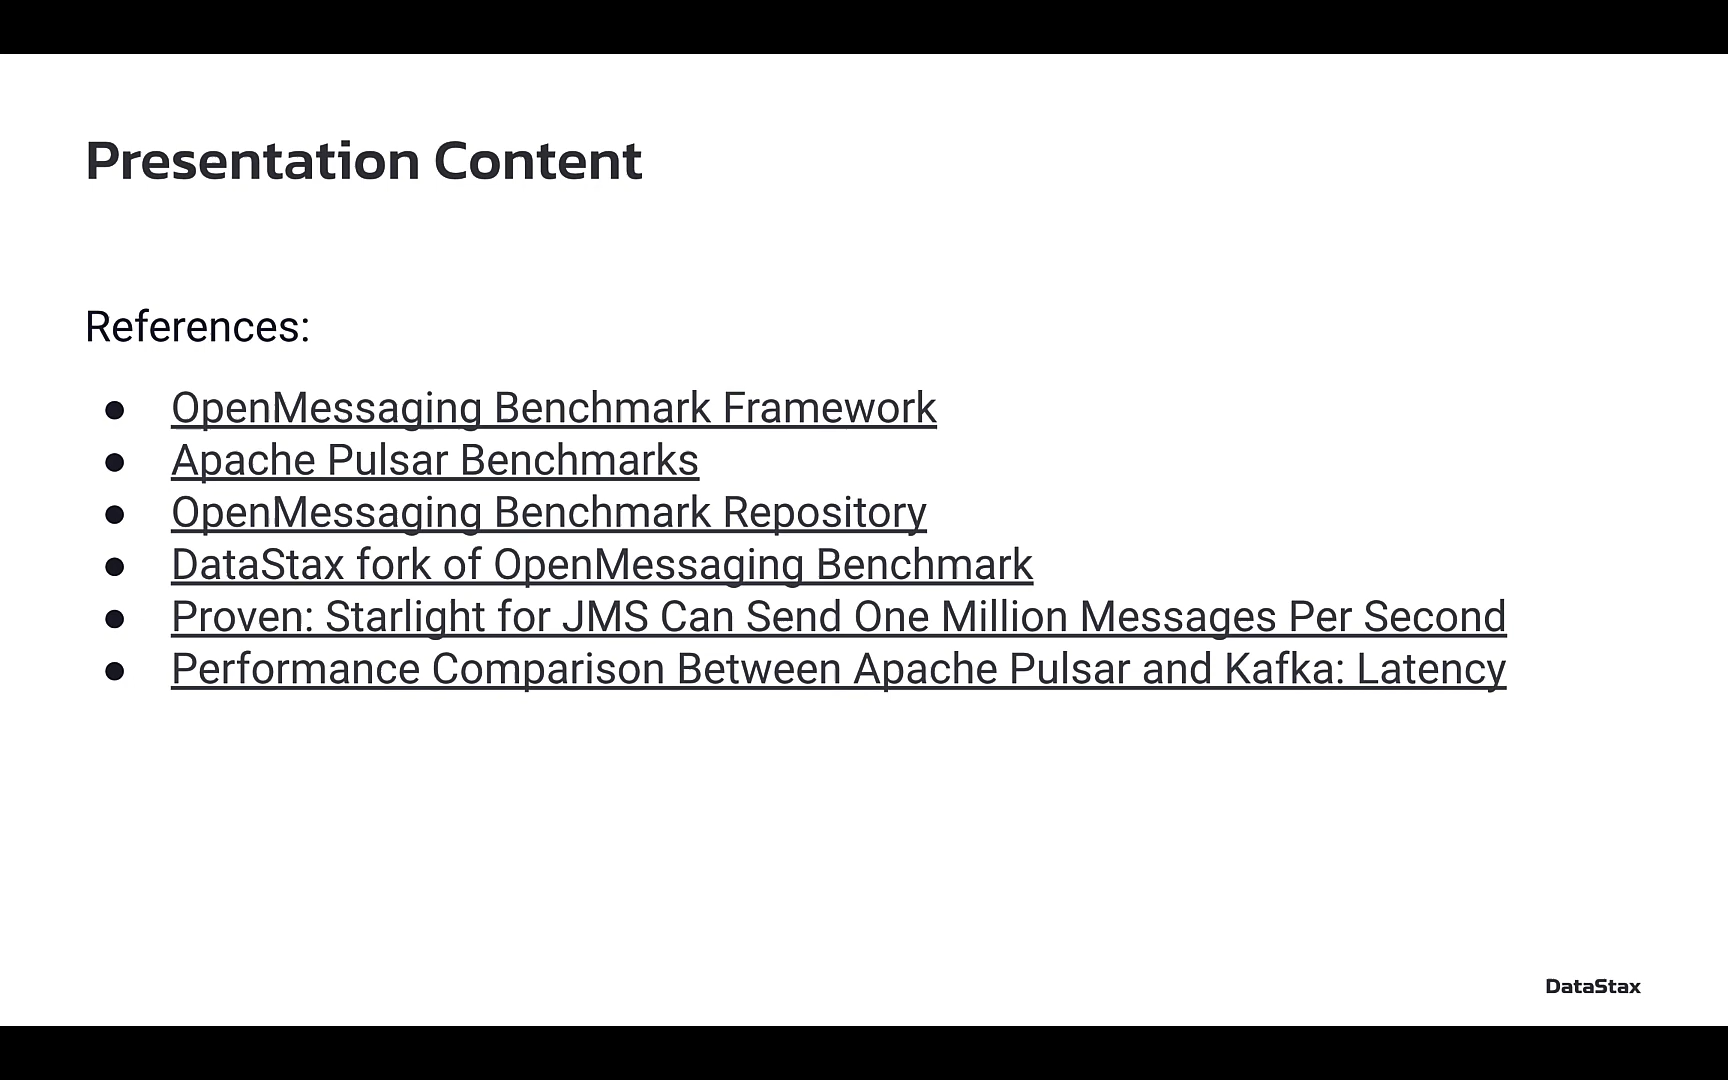 Presentation Content
References:
● OpenMessaging Benchmark Framework
● Apache Pulsar Benchmarks
● OpenMessaging Benchmark Repository
● DataStax fork of OpenMessaging Benchmark
● Proven: Starlight for JMS Can Send One Million Messages Per Second
● Performance Comparison Between Apache Pulsar and Kafka: Latency
DataStax